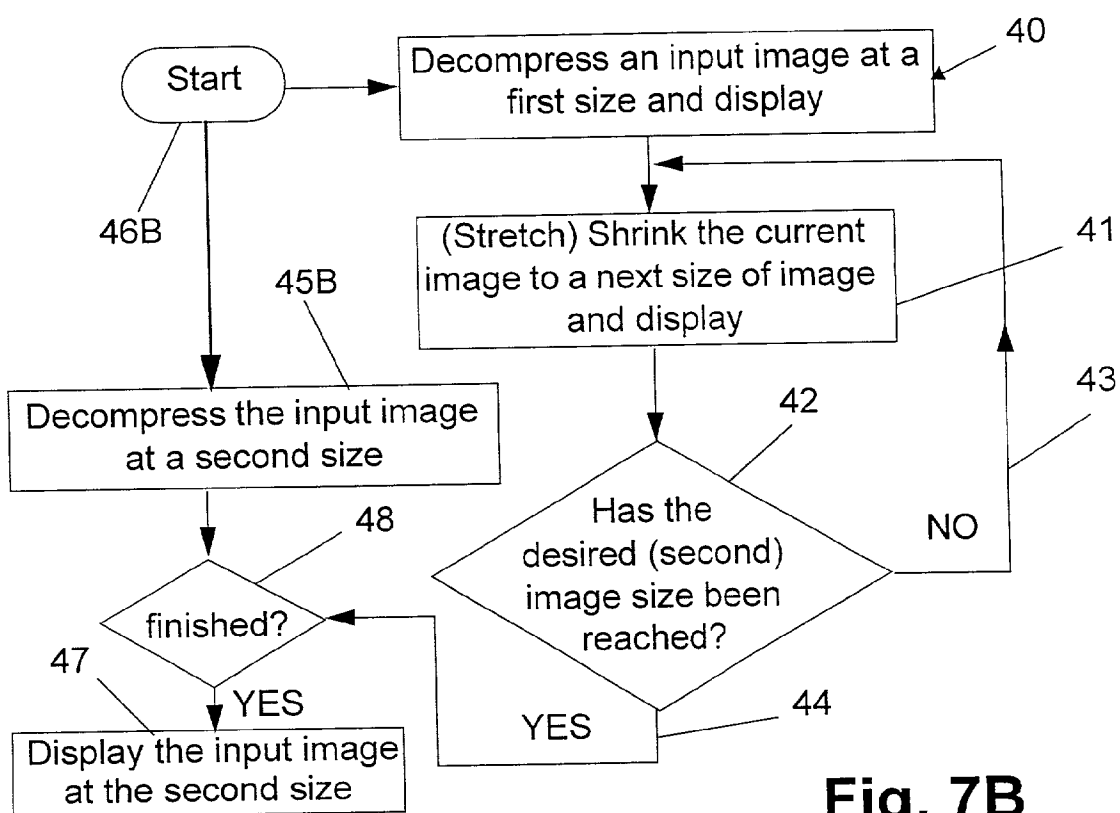 Start
Decompress an input image at a
first size and display
40
46B
(Stretch) Shrink the current
image to a next size of image
and display
41
45B
Decompress the input image
at a second size
42
43
Has the
desired (second)
image size been
reached?
NO
48
finished?
47
YES
YES
44
Display the input image
at the second size
Fig. 7B